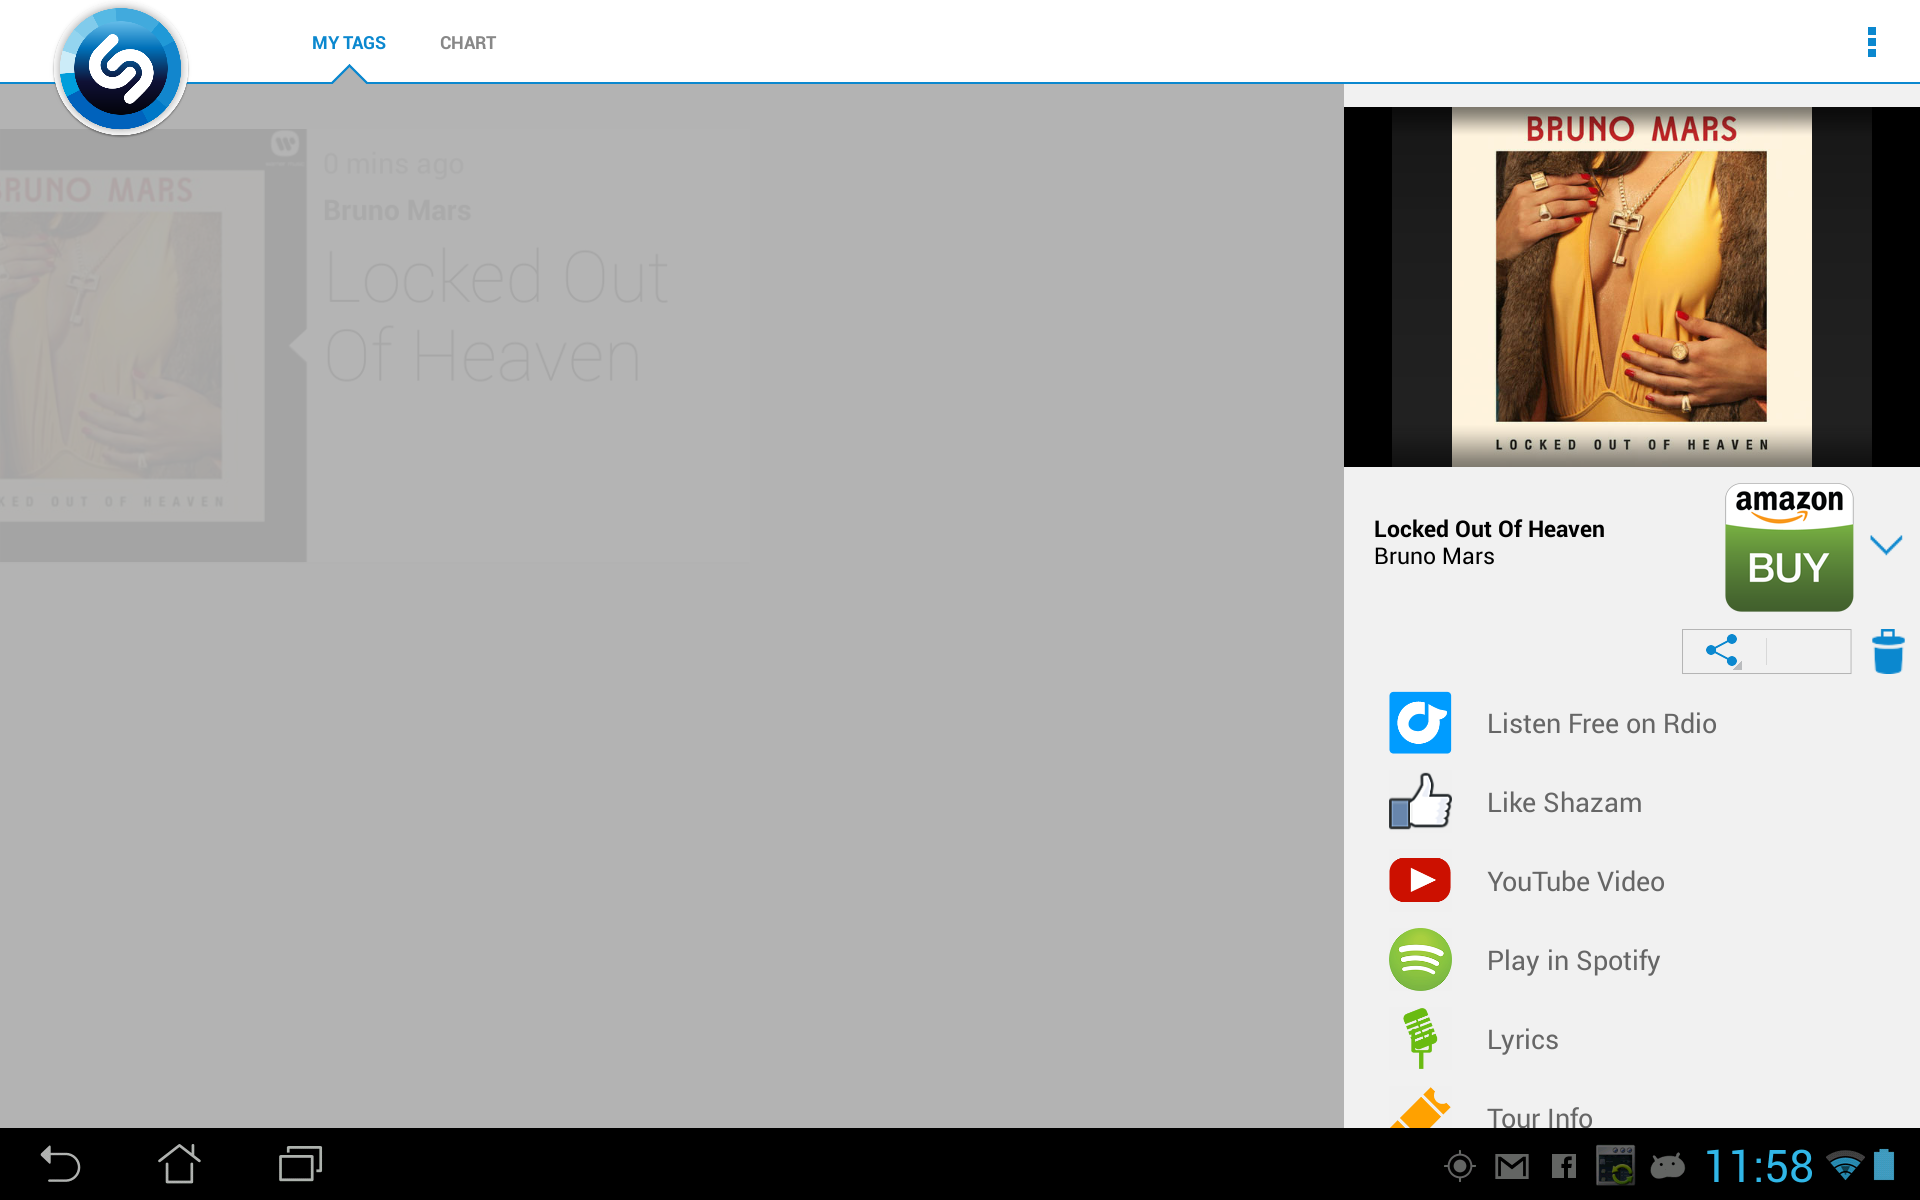 MY TAGS
CHART
BRUNO MARS
0 mins ago
Bruno Mars
Locked Out
Of Heaven
KED OUT OF HEAVEN
BRUNO MARS
LOCKED OUT OF HEAVEN
Locked Out Of Heaven
Bruno Mars
amazon
BUY
Listen Free on Rdio
Like Shazam
YouTube Video
Play in Spotify
Lyrics
Tour Info
11:58